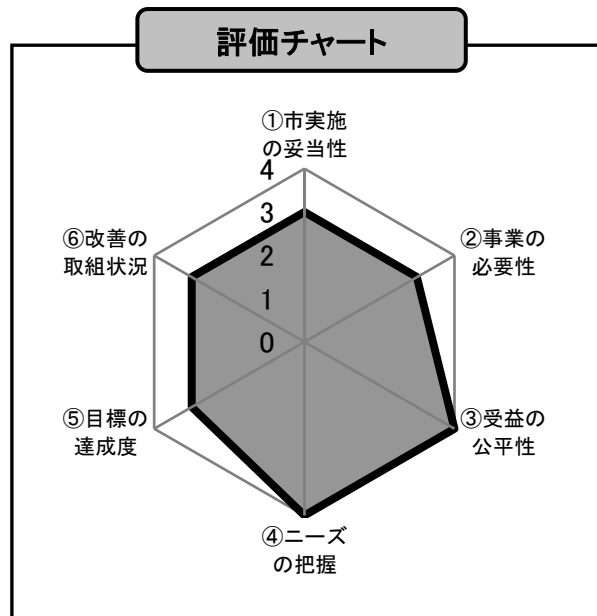 評価チャート
①市実施
の妥当性
4
3
2
1
0
②事業の
必要性
③受益の
公平性
④ニーズ
の把握
⑤目標の
達成度
⑥改善の
取組状況